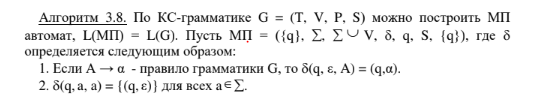 Алгоритм 3.8. По КС-грамматике G = (T, V, P, S) можно построить МП
автомат, L(МП) = L(G). Пусть МП = ({q}, Σ, Σ ∪ V, δ, q, S, {q}), где δ
определяется следующим образом:
1. Если A → α - правило грамматики G, то δ(q, ε, A) = (q,α).
2. δ(q, a, a) = {(q, ε)} для всех a∈Σ.